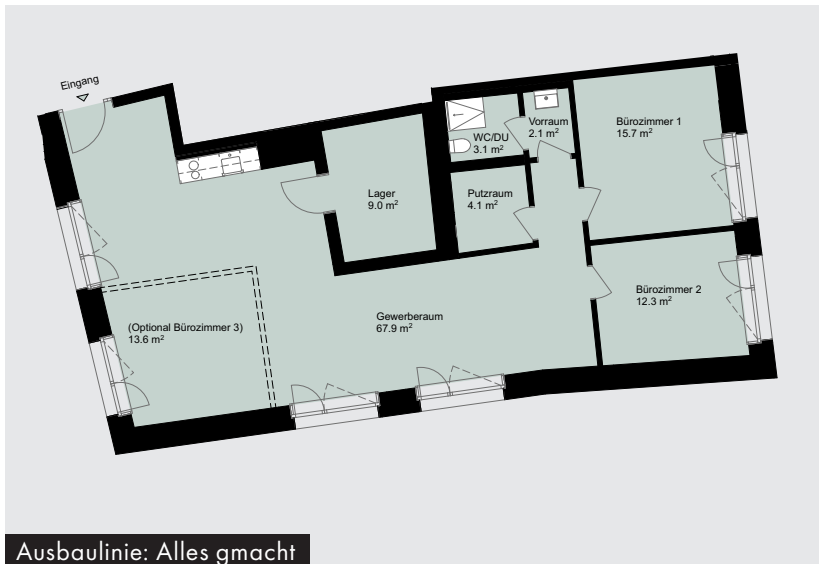 Eingang
WC/DU
3.1 m²
Vorraum
2.1 m²
Bürozimmer 1
15.7 m²
Lager
9.0 m²
Putzraum
4.1 m²
Bürozimmer 2
12.3 m²
(Optional Bürozimmer 3)
13.6 m²
Gewerberaum
67.9 m²
Ausbaulinie: Alles gmacht